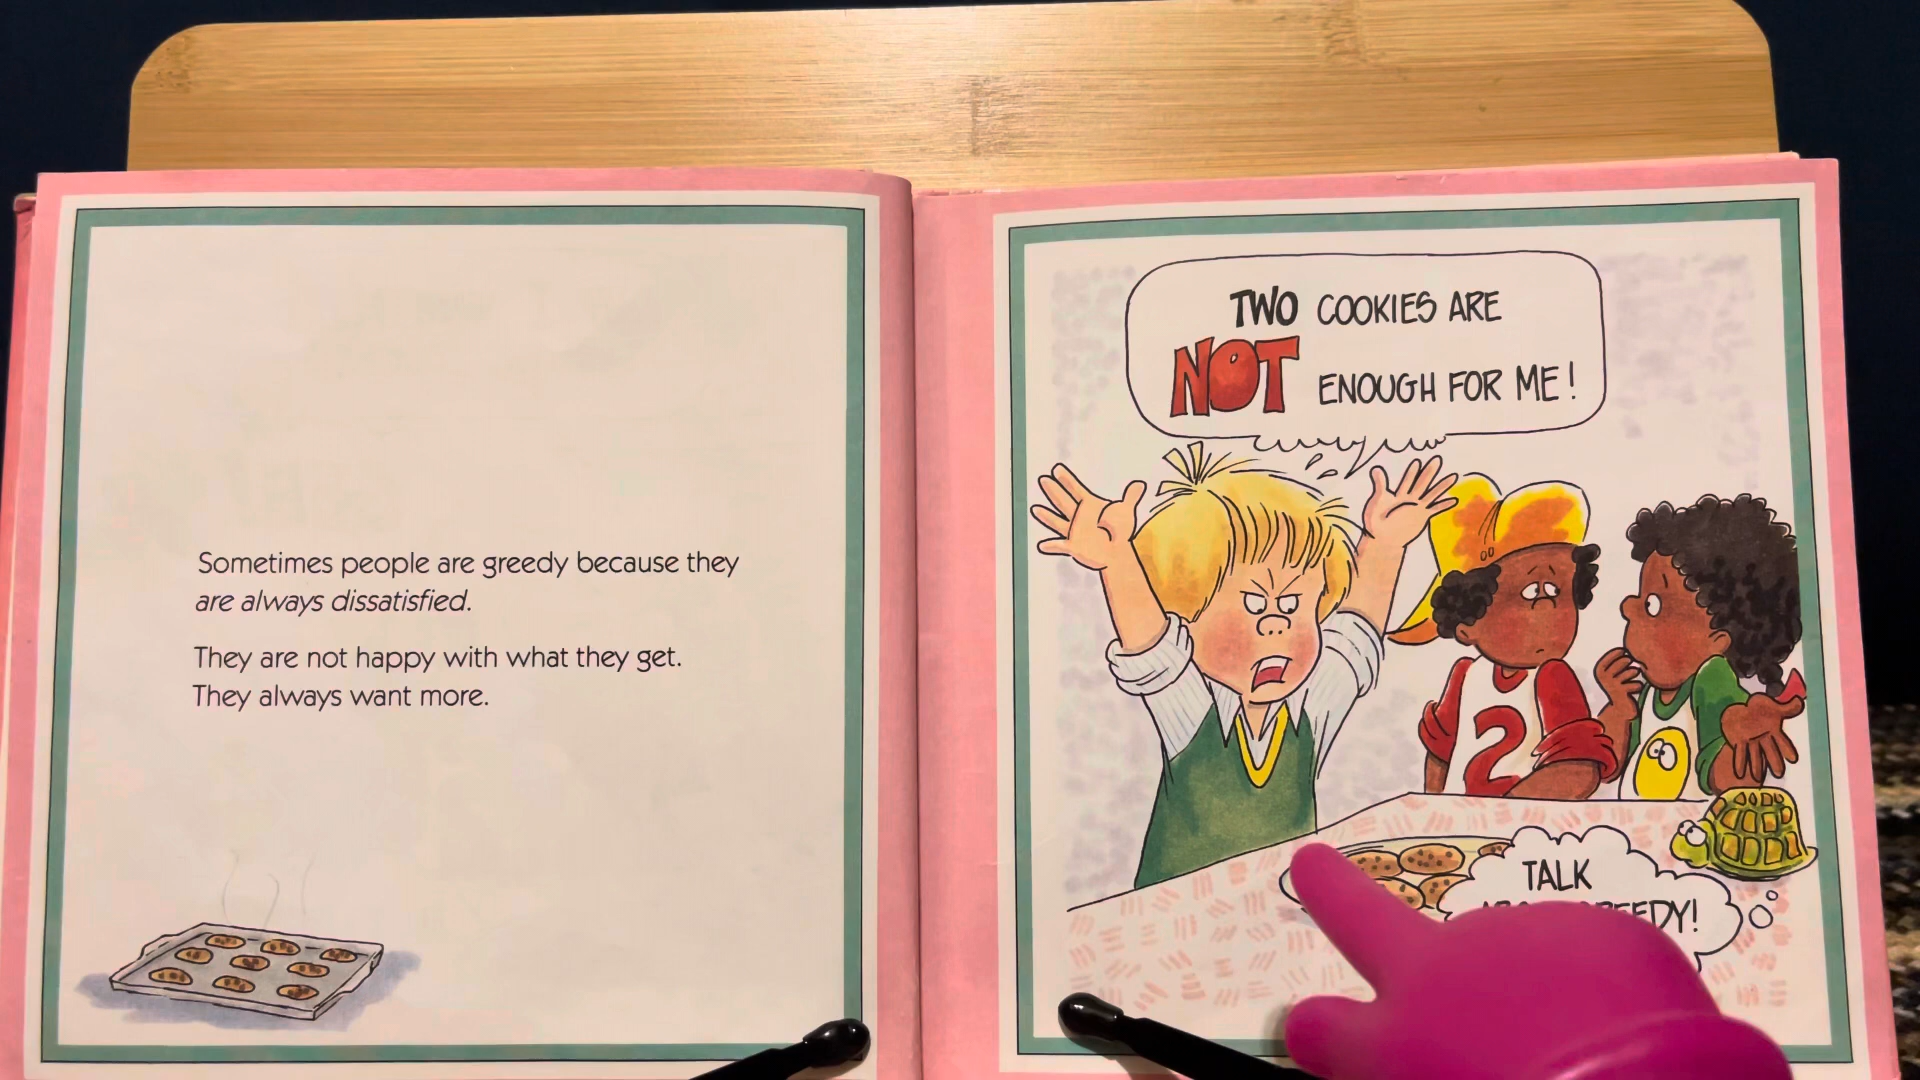 Sometimes people are greedy because they
are always dissatisfied.
They are not happy with what they get.
They always want more.
TWO COOKIES ARE
NOT ENOUGH FOR ME!
2
TALK